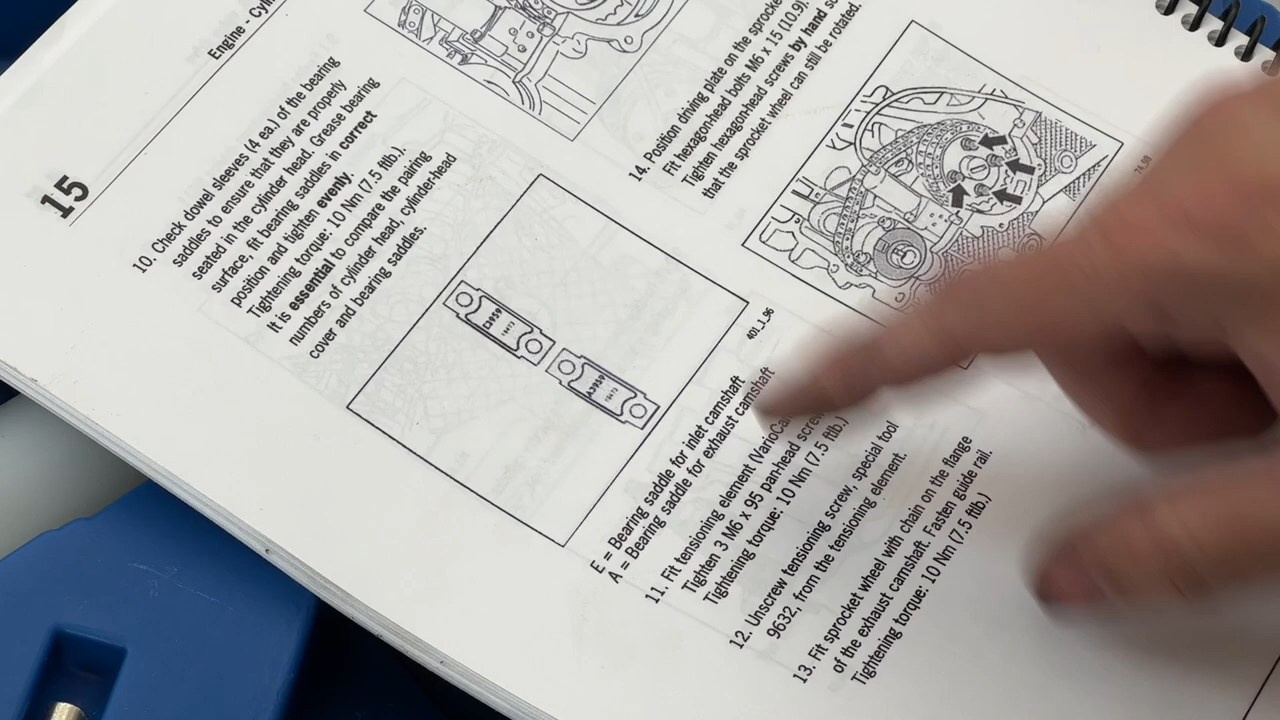 15
Engine - Cylin
10. Check dowel sleeves (4 ea.) of the bearing
saddles to ensure that they are properly
seated in the cylinder head. Grease bearing
surface, fit bearing saddles in correct
position and tighten evenly.
Tightening torque: 10 Nm (7.5 ftlb.).
It is essential to compare the pairing
numbers of cylinder head, cylinder-head
cover and bearing saddles.
401_1_96
E = Bearing saddle for inlet camshaft
A = Bearing saddle for exhaust camshaft
11. Fit tensioning element (VarioCa
Tighten 3 M6 x 95 pan-head screw
Tightening torque: 10 Nm (7.5 ftlb.)
12. Unscrew tensioning screw, special tool
9632, from the tensioning element.
13. Fit sprocket wheel with chain on the flange
of the exhaust camshaft. Fasten guide rail.
Tightening torque: 10 Nm (7.5 ftlb.)
14. Position driving plate on the sprocke
Fit hexagon-head bolts M6 x 15 (10.9).
Tighten hexagon-head screws by hand so
that the sprocket wheel can still be rotated.
74_96